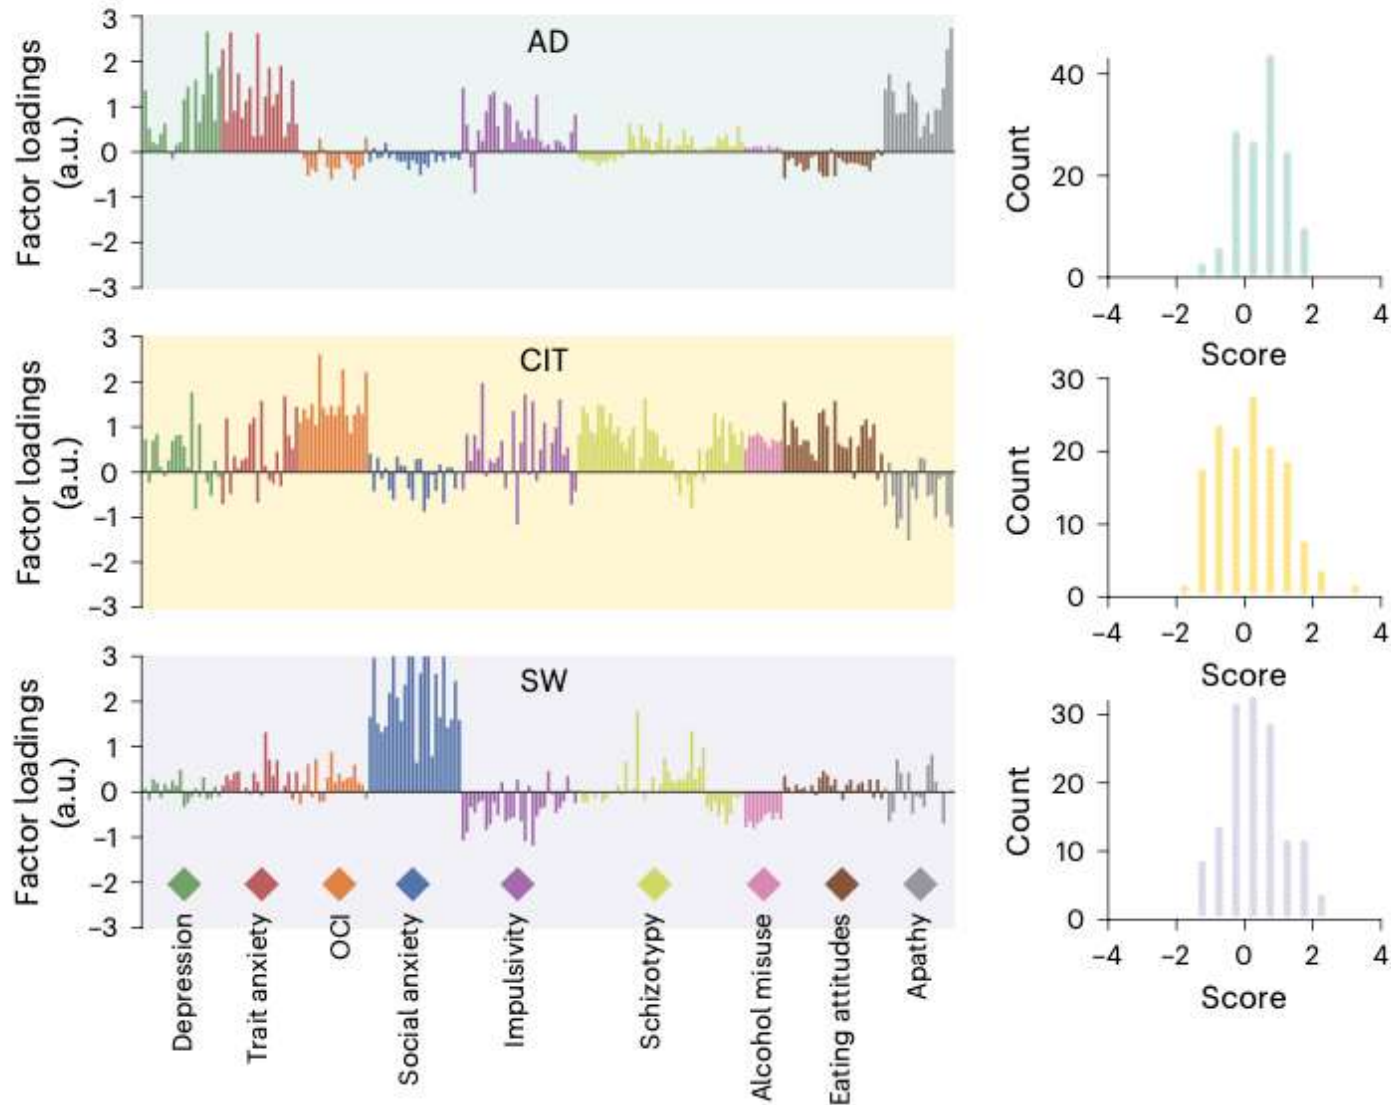 AD
Factor loadings
(a.u.)
3
2
1
0
−1
−2
−3
Count
40
20
0
−4 −2 0 2 4
Score
CIT
Factor loadings
(a.u.)
3
2
1
0
−1
−2
−3
Count
30
20
10
0
−4 −2 0 2 4
Score
SW
Factor loadings
(a.u.)
3
2
1
0
−1
−2
−3
Depression
Trait anxiety
OCI
Social anxiety
Impulsivity
Schizotypy
Alcohol misuse
Eating attitudes
Apathy
Count
30
20
10
0
−4 −2 0 2 4
Score